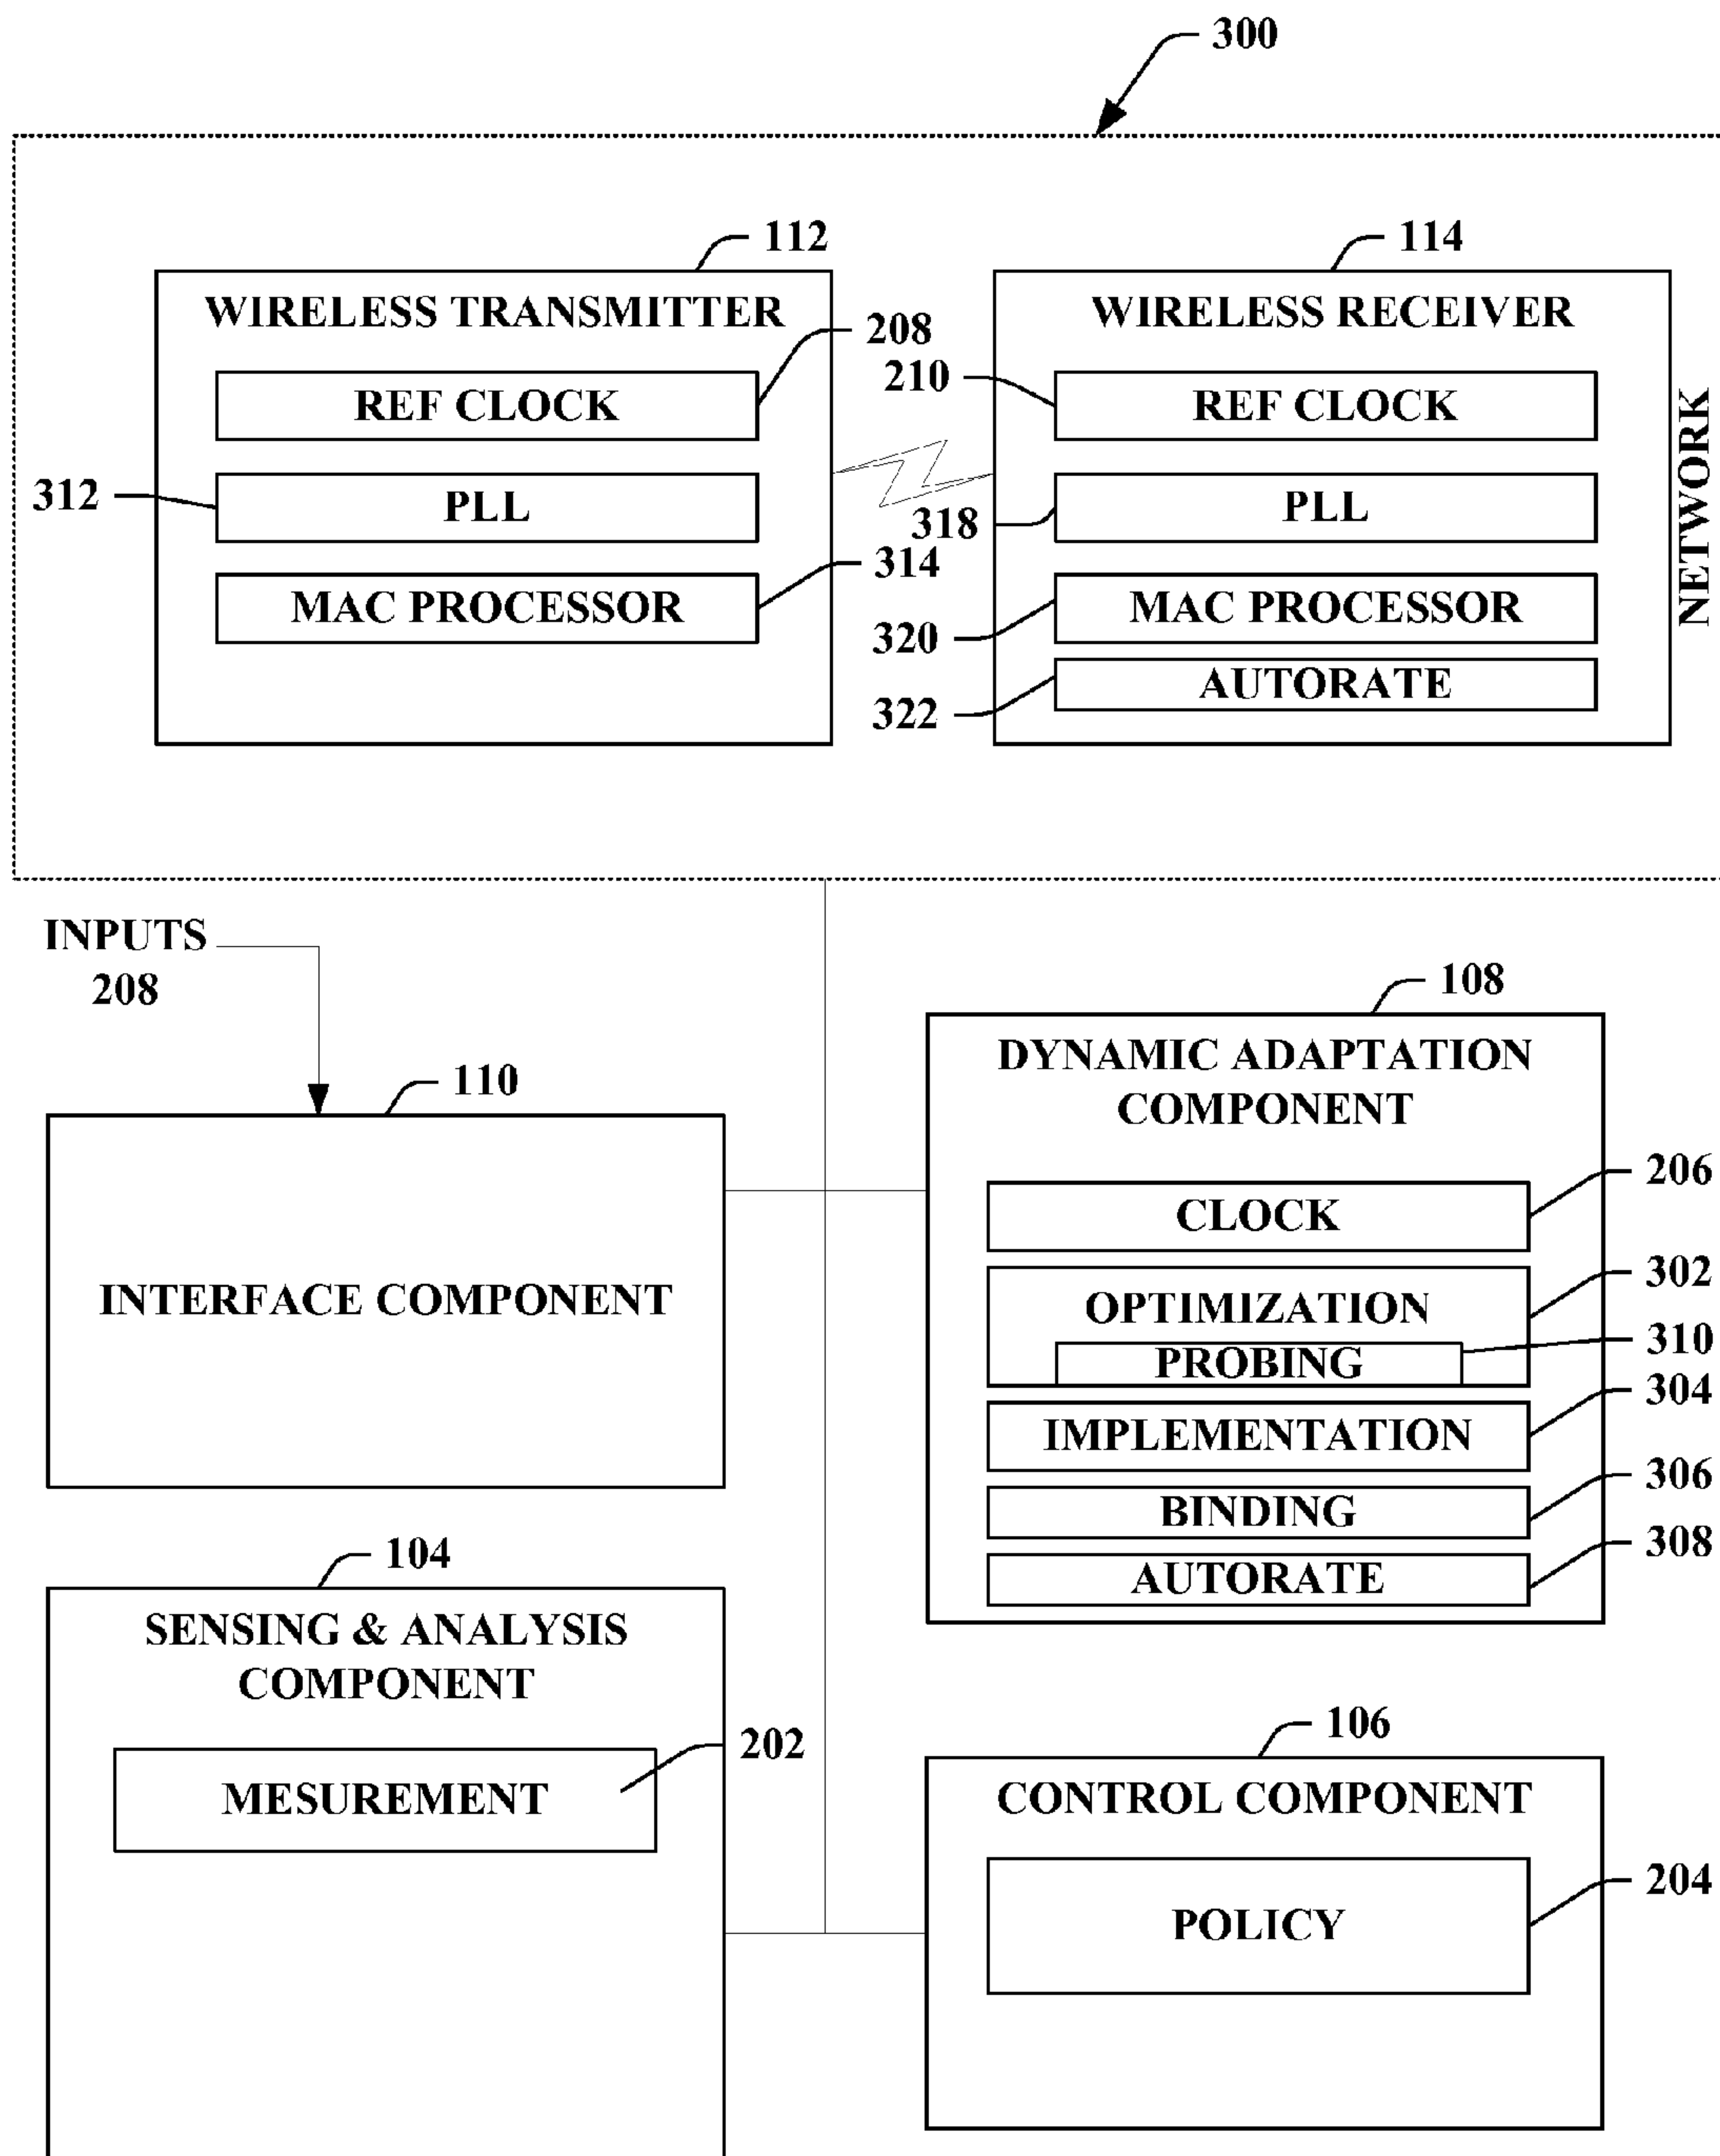 300
112
114
WIRELESS TRANSMITTER
WIRELESS RECEIVER
208
210
REF CLOCK
REF CLOCK
NETWORK
312
PLL
318
PLL
314
MAC PROCESSOR
320
MAC PROCESSOR
322
AUTORATE
INPUTS
208
108
110
DYNAMIC ADAPTATION
COMPONENT
206
CLOCK
302
INTERFACE COMPONENT
OPTIMIZATION
310
PROBING
304
IMPLEMENTATION
306
BINDING
308
AUTORATE
104
SENSING & ANALYSIS
COMPONENT
202
MESUREMENT
106
CONTROL COMPONENT
204
POLICY